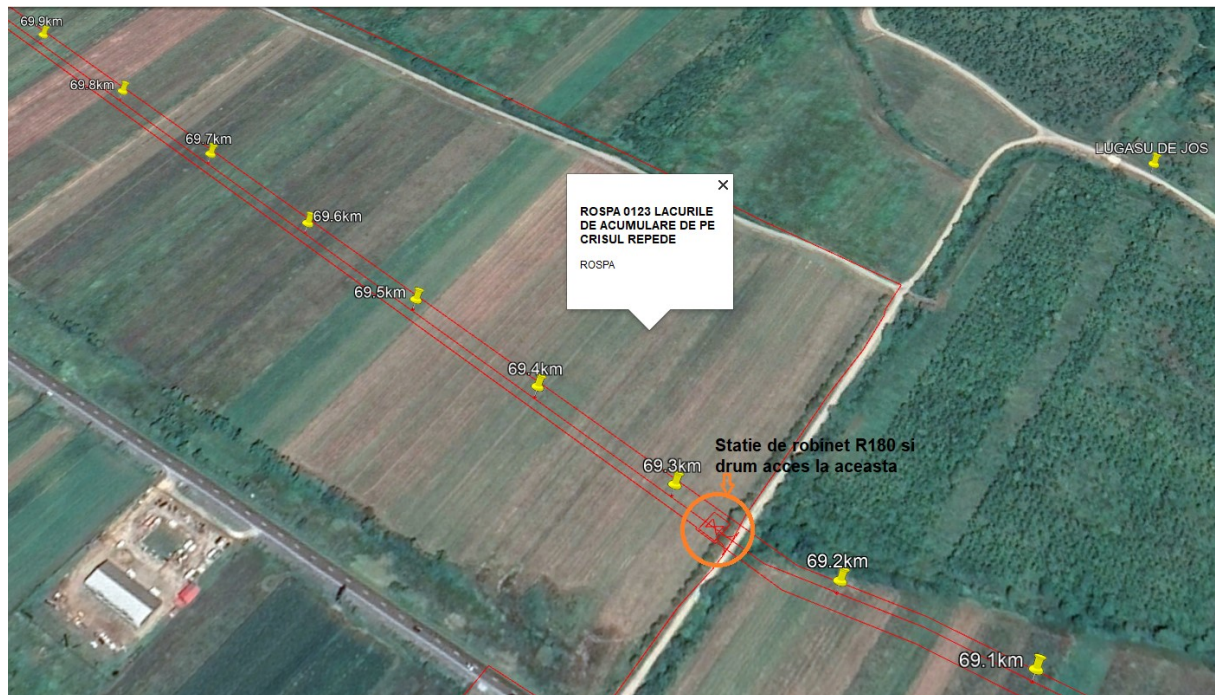 69.9km
69.8km
69.7km
LUGASU DE JOS
69.6km
ROSPA 0123 LACURILE
DE ACUMULARE DE PE
CRISUL REPEDE
ROSPA
69.5km
69.4km
Statie de robinet R180 si
drum acces la aceasta
69.3km
69.2km
69.1km